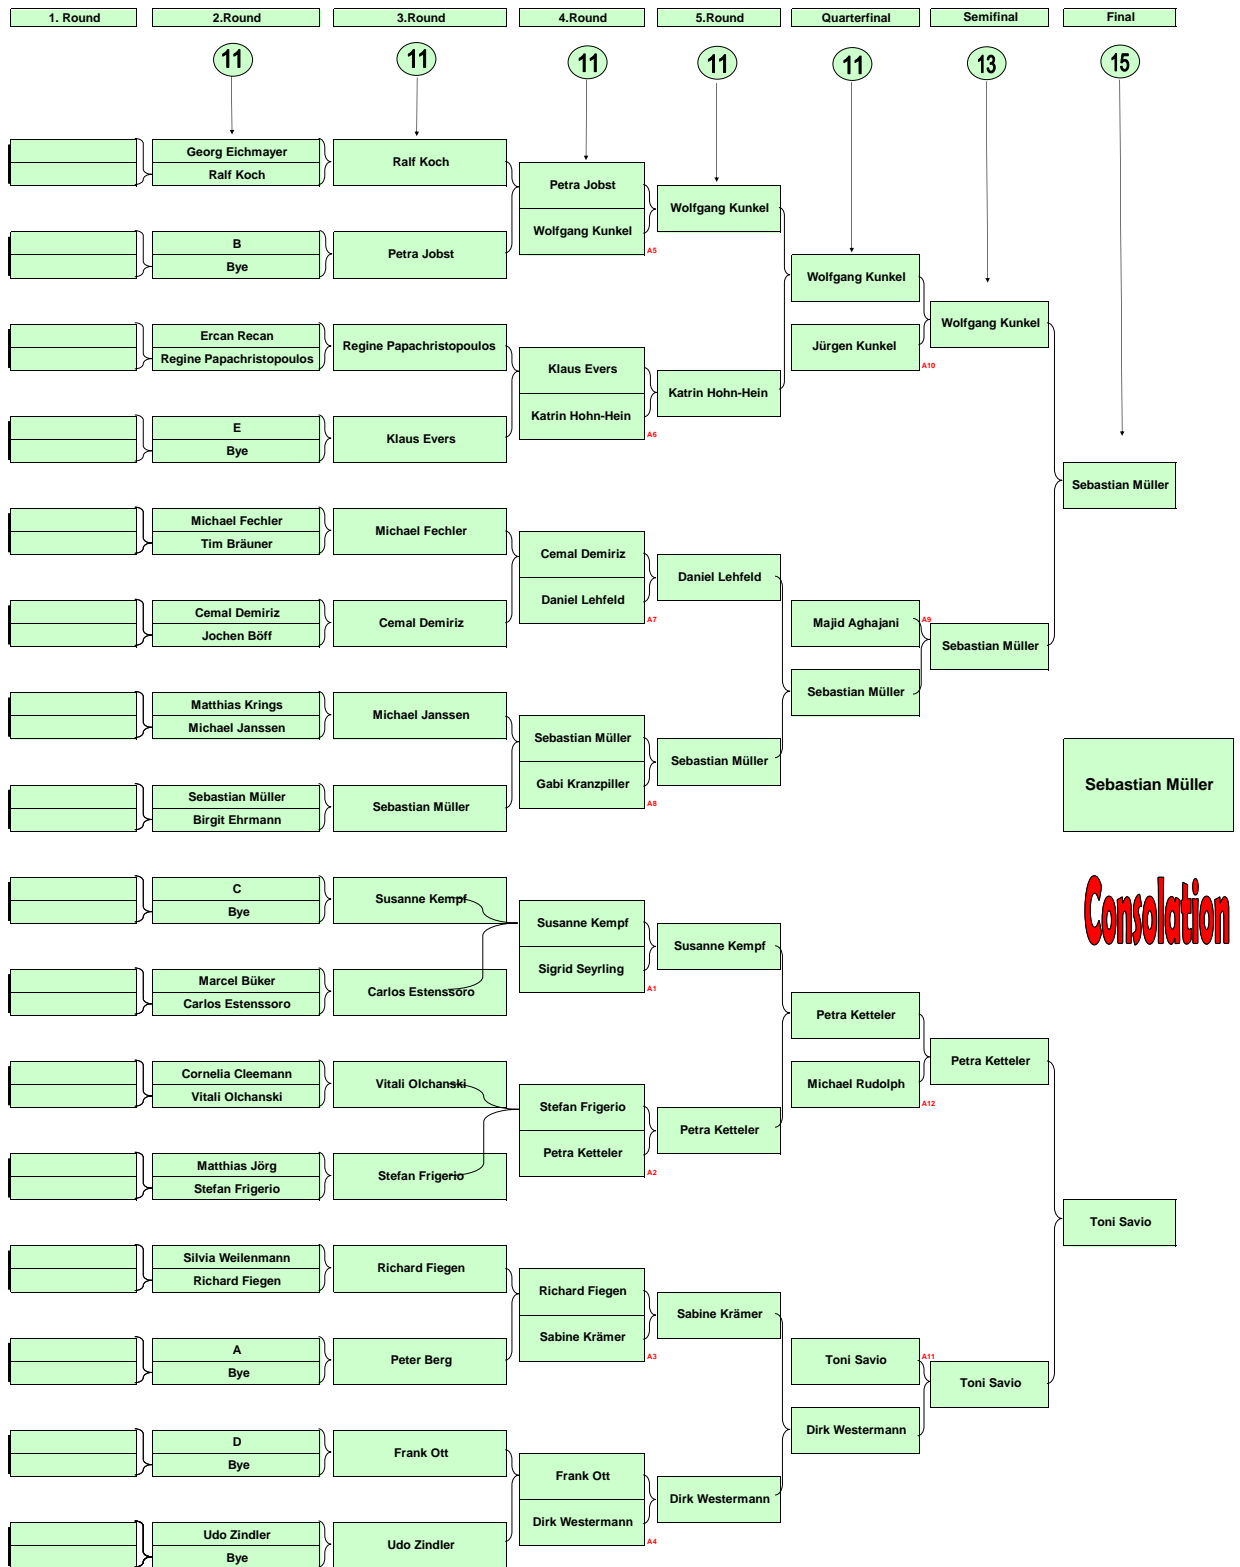 1. Round
2.Round
3.Round
4.Round
5.Round
Quarterfinal
Semifinal
Final
11
11
11
11
11
13
15
Georg Eichmayer
Ralf Koch
B
Bye
Ercan Recan
Regine Papachristopoulos
E
Bye
Michael Fechler
Tim Bräuner
Cemal Demiriz
Jochen Böff
Matthias Krings
Michael Janssen
Sebastian Müller
Birgit Ehrmann
C
Bye
Marcel Büker
Carlos Estenssoro
Cornelia Cleemann
Vitali Olchanski
Matthias Jörg
Stefan Frigerio
Silvia Weilenmann
Richard Fiegen
A
Bye
D
Bye
Udo Zindler
Bye
Ralf Koch
Petra Jobst
Regine Papachristopoulos
Klaus Evers
Michael Fechler
Cemal Demiriz
Michael Janssen
Sebastian Müller
Susanne Kempf
Carlos Estenssoro
Vitali Olchanski
Stefan Frigerio
Richard Fiegen
Peter Berg
Frank Ott
Udo Zindler
Petra Jobst
Wolfgang Kunkel
A5
Klaus Evers
Katrin Hohn-Hein
A6
Cemal Demiriz
Daniel Lehfeld
A7
Sebastian Müller
Gabi Kranzpiller
A8
Susanne Kempf
Sigrid Seyrling
A1
Stefan Frigerio
Petra Ketteler
A2
Richard Fiegen
Sabine Krämer
A3
Frank Ott
Dirk Westermann
A4
Wolfgang Kunkel
Katrin Hohn-Hein
Daniel Lehfeld
Sebastian Müller
Susanne Kempf
Petra Ketteler
Sabine Krämer
Dirk Westermann
Wolfgang Kunkel
Jürgen Kunkel
A10
Majid Aghajani
A9
Sebastian Müller
Petra Ketteler
Michael Rudolph
A12
Toni Savio
A11
Dirk Westermann
Wolfgang Kunkel
Sebastian Müller
Petra Ketteler
Toni Savio
Sebastian Müller
Sebastian Müller
Consolation
Toni Savio